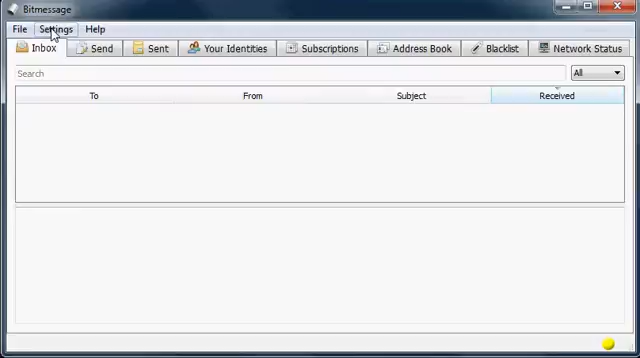 Bitmessage
File Settings Help
Inbox Send Sent Your Identities Subscriptions Address Book Blacklist Network Status
Search All
To From Subject Received